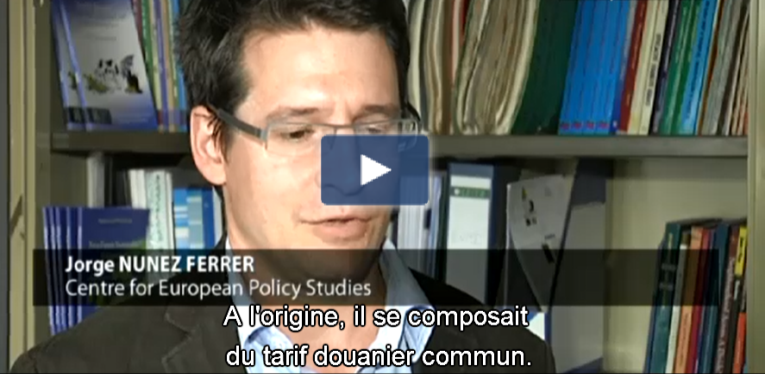 Jorge NUNEZ FERRER
Centre for European Policy Studies
A l'origine, il se composait
du tarif douanier commun.